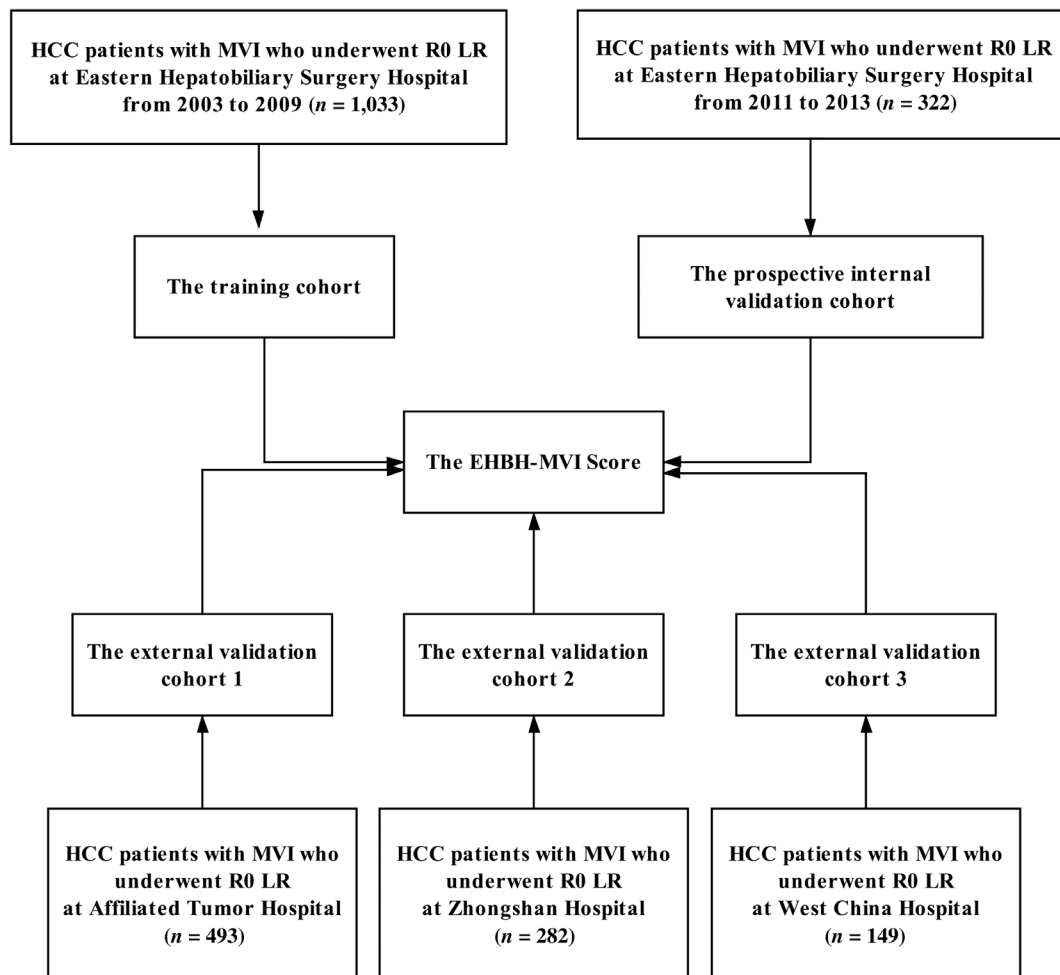 HCC patients with MVI who underwent R0 LR
at Eastern Hepatobiliary Surgery Hospital
from 2003 to 2009 (n = 1,033)
HCC patients with MVI who underwent R0 LR
at Eastern Hepatobiliary Surgery Hospital
from 2011 to 2013 (n = 322)
The training cohort
The prospective internal
validation cohort
The EHBH-MVI Score
The external validation
cohort 1
The external validation
cohort 2
The external validation
cohort 3
HCC patients with MVI who
underwent R0 LR
at Affiliated Tumor Hospital
(n = 493)
HCC patients with MVI who
underwent R0 LR
at Zhongshan Hospital
(n = 282)
HCC patients with MVI who
underwent R0 LR
at West China Hospital
(n = 149)